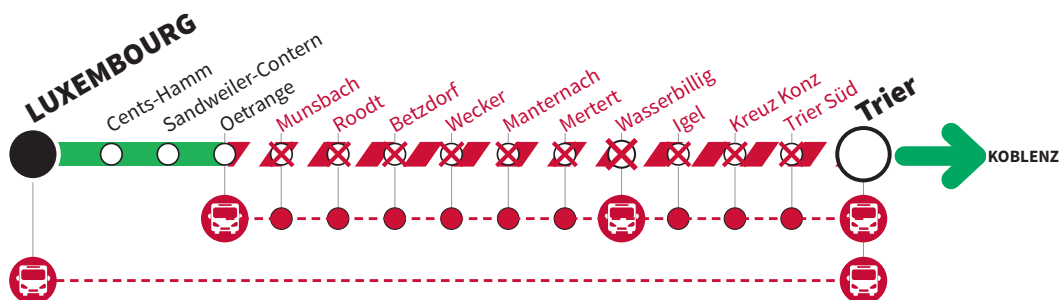 LUXEMBOURG
Cents-Hamm
Sandweiler-Contern
Oetrange
Munsbach
Roodt
Betzdorf
Wecker
Manternach
Mertert
Wasserbillig
Igel
Kreuz Konz
Trier Süd
Trier
KOBLENZ